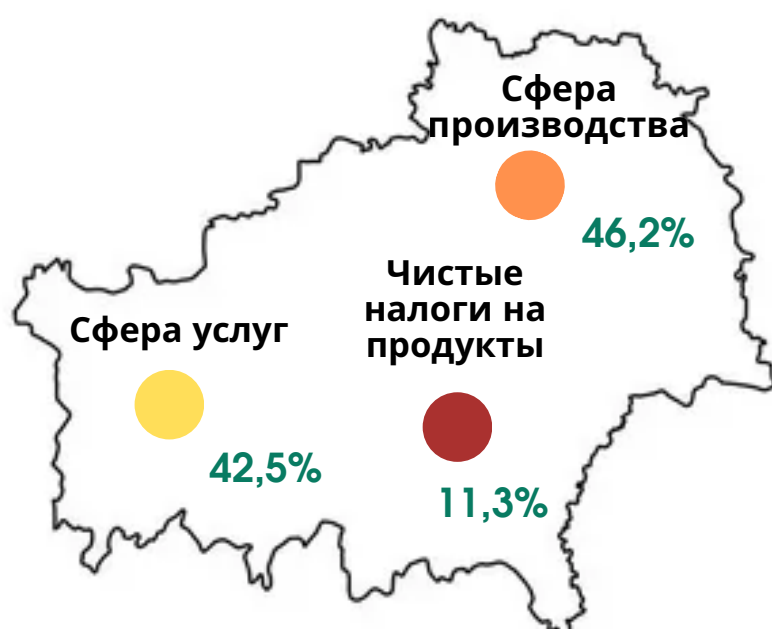 Сфера
производства
46,2%
Чистые
налоги на
продукты
11,3%
Сфера услуг
42,5%